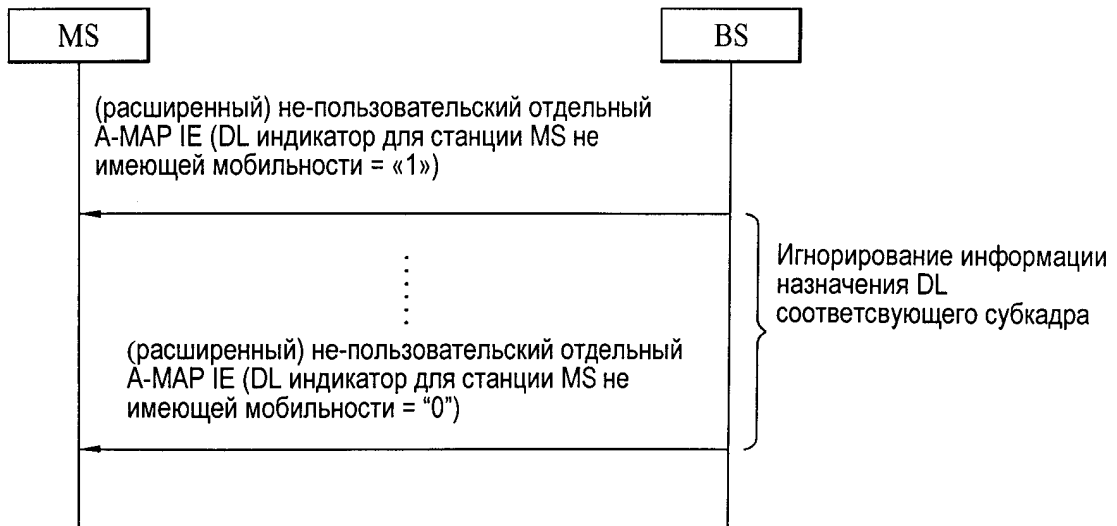 MS
BS
(расширенный) не-пользовательский отдельный
A-MAP IE (DL индикатор для станции MS не
имеющей мобильности = «1»)
Игнорирование информации
назначения DL
соответсвующего субкадра
(расширенный) не-пользовательский отдельный
A-MAP IE (DL индикатор для станции MS не
имеющей мобильности = “0”)